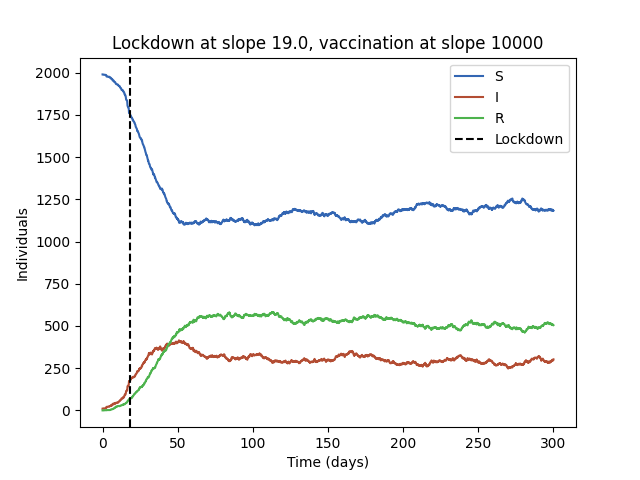 Lockdown at slope 19.0, vaccination at slope 10000
S
I
R
Lockdown
Individuals
2000
1750
1500
1250
1000
750
500
250
0
0 50 100 150 200 250 300
Time (days)